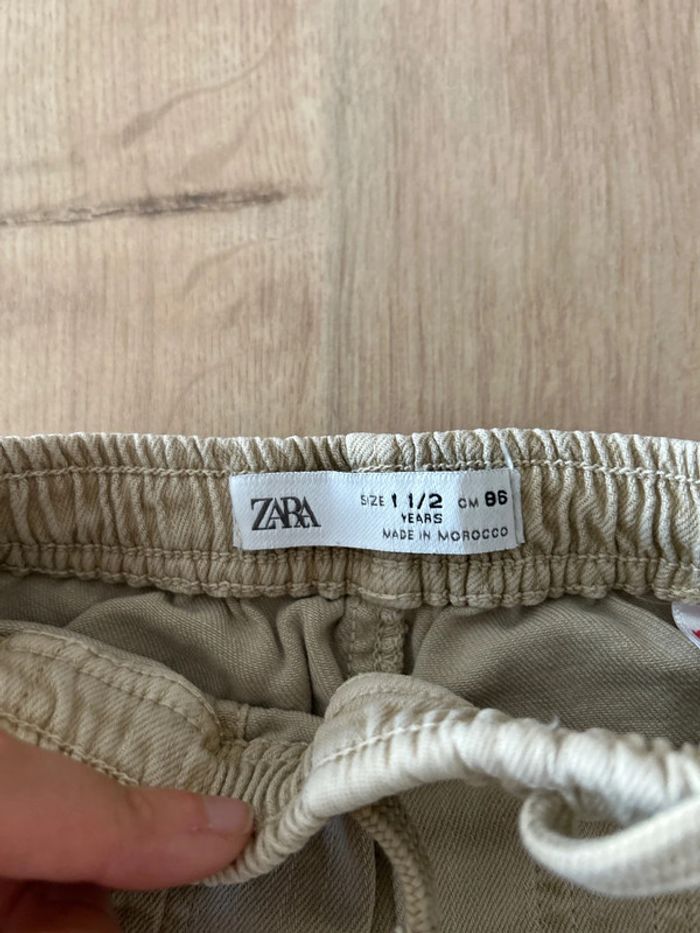 ZARA
SIZE 1 1/2 CM 86
YEARS
MADE IN MOROCCO